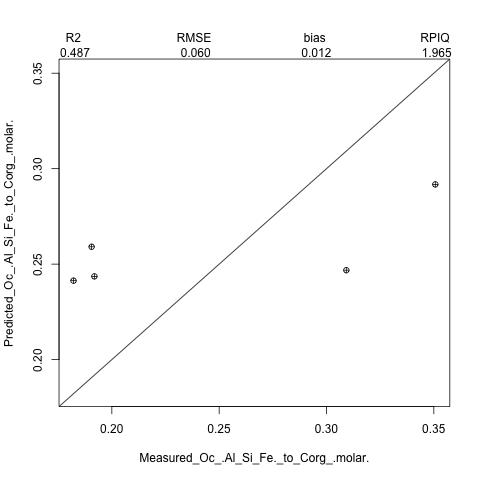 R2 RMSE bias RPIQ
0.487 0.060 0.012 1.965
0.35
0.30
0.25
0.20
Predicted_Oc_.Al_Si_Fe._to_Corg_.molar.
0.20 0.25 0.30 0.35
Measured_Oc_.Al_Si_Fe._to_Corg_.molar.